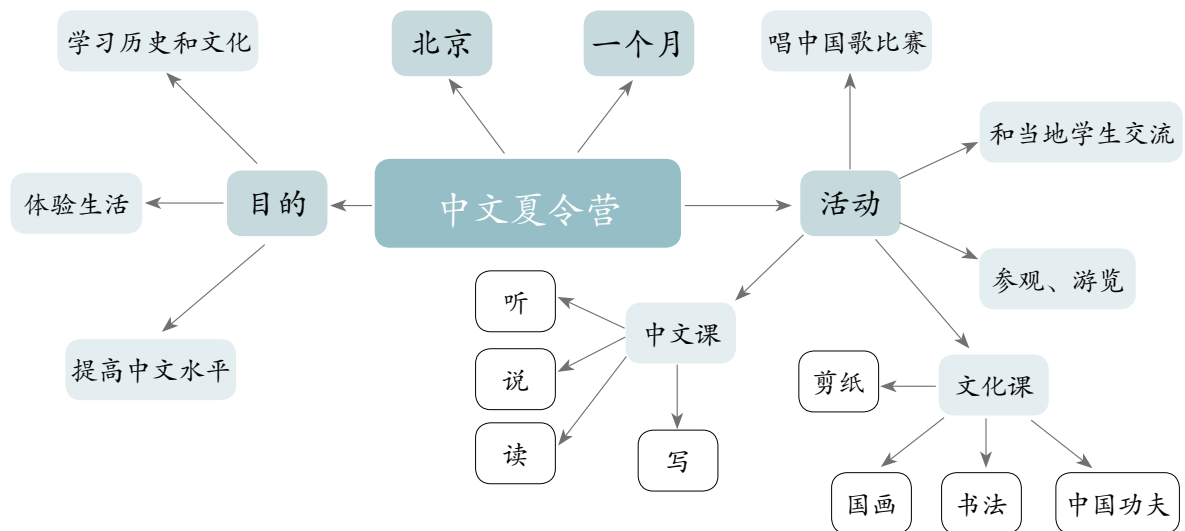 学习历史和文化
北京
一个月
唱中国歌比赛
和当地学生交流
体验生活
目的
中文夏令营
活动
参观、游览
听
中文课
提高中文水平
说
剪纸
文化课
读
写
国画
书法
中国功夫